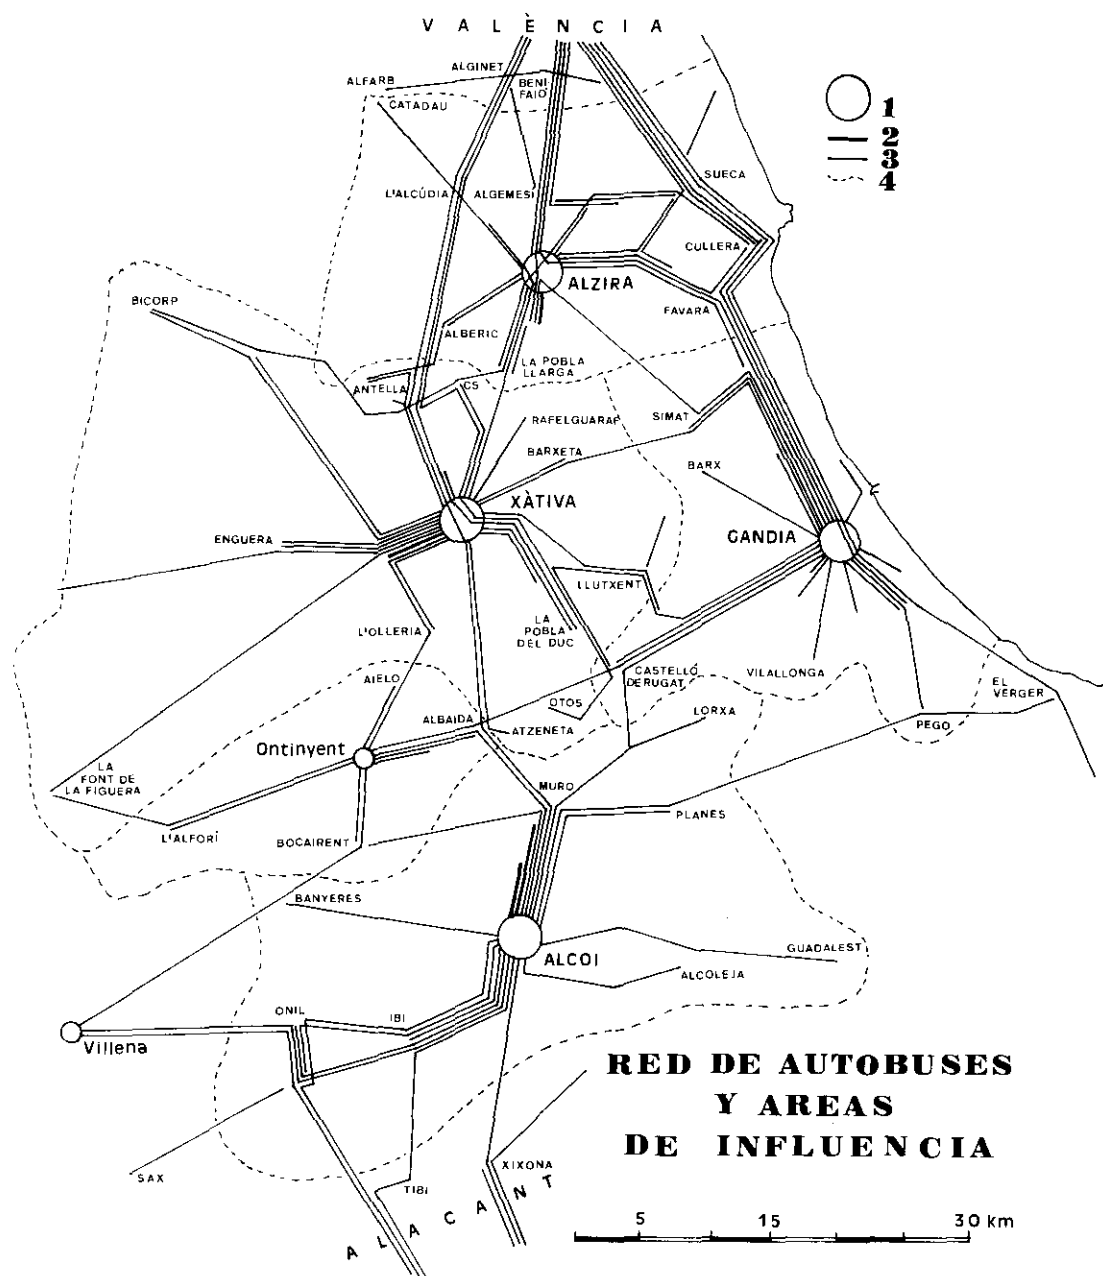 VALÈNCIA
ALGINET
ALFARB
BENI-
FAIÓ
CATADAU
1
2
3
4
SUECA
L'ALCÚDIA
ALGEMESÍ
CULLERA
ALZIRA
BICORP
FAVARA
ALBERIC
LA POBLA
LLARGA
ANTELLA
CS
RAFELGUARAF
SIMAT
BARXETA
BARX
XÀTIVA
GANDIA
ENGUERA
LLUTXENT
L'OLLERIA
LA
POBLA
DEL DUC
AIELO
CASTELLÓ
DERUGAT
VILALLONGA
EL
VERGER
OTOS
LORXA
ALBAIDA
ATZENETA
PEGO
Ontinyent
LA
FONT DE
LA FIGUERA
MURO
PLANES
L'ALFORÍ
BOCAIRENT
BANYERES
ALCOI
GUADALEST
ALCOLEJA
ONIL
IBI
Villena
RED DE AUTOBUSES
Y AREAS
DE INFLUENCIA
SAX
XIXONA
TIBI
ALACANT
5 15 30 km